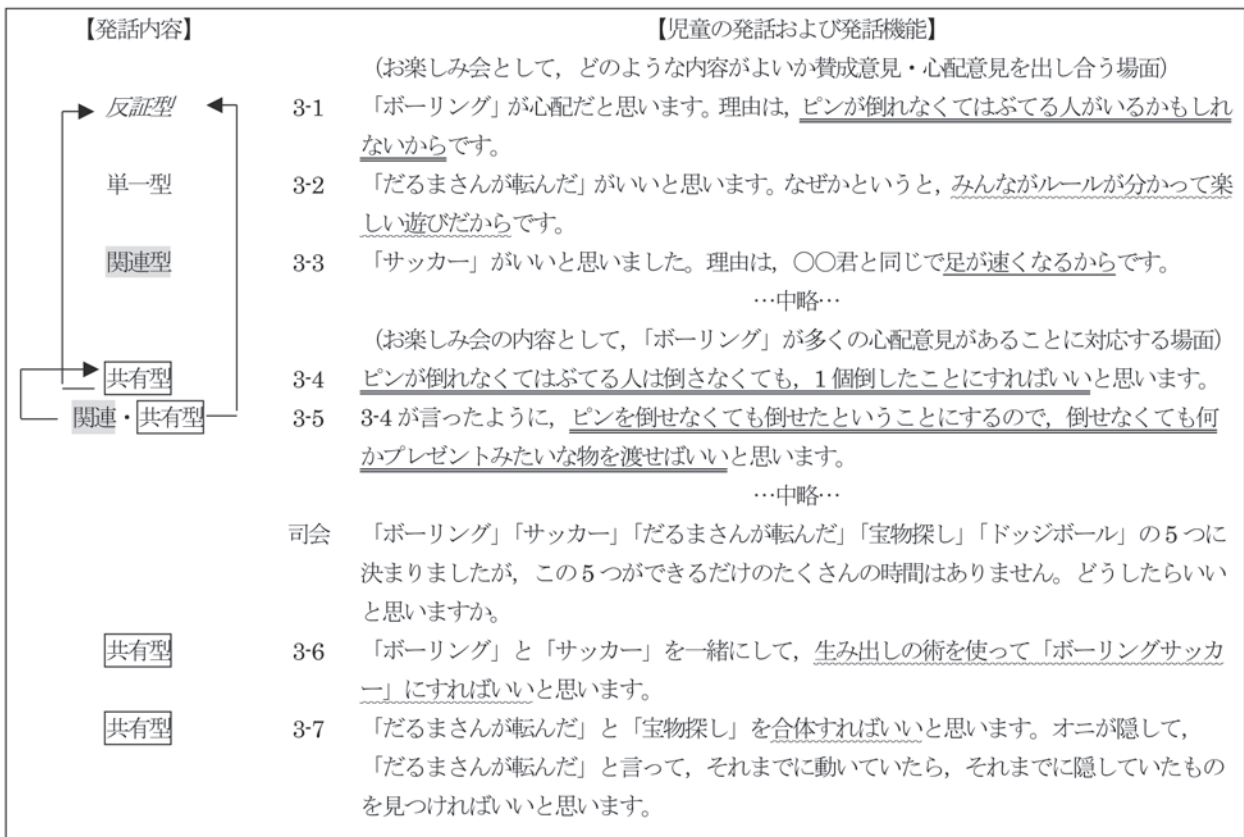 【発話内容】 【児童の発話および発話機能】
(お楽しみ会として，どのような内容がよいか賛成意見・心配意見を出し合う場面)
反証型 3-1 「ボーリング」が心配だと思います。理由は，ピンが倒れなくてはぶてる人がいるかもしれ
ないからです。
単一型 3-2 「だるまさんが転んだ」がいいと思います。なぜかというと，みんながルールが分かって楽
しい遊びだからです。
関連型 3-3 「サッカー」がいいと思いました。理由は，○○君と同じで足が速くなるからです。
…中略…
(お楽しみ会の内容として，「ボーリング」が多くの心配意見があることに対応する場面)
共有型 3-4 ピンが倒れなくてはぶてる人は倒さなくても，1個倒したことにすればいいと思います。
関連・共有型 3-5 3-4が言ったように，ピンを倒せなくても倒せたということにするので，倒せなくても何
かプレゼントみたいな物を渡せばいいと思います。
…中略…
司会 「ボーリング」「サッカー」「だるまさんが転んだ」「宝物探し」「ドッジボール」の5つに
決まりましたが，この5つができるだけのたくさんの時間はありません。どうしたらいい
と思いますか。
共有型 3-6 「ボーリング」と「サッカー」を一緒にして，生み出しの術を使って「ボーリングサッカ
ー」にすればいいと思います。
共有型 3-7 「だるまさんが転んだ」と「宝物探し」を合体すればいいと思います。オニが隠して，
「だるまさんが転んだ」と言って，それまでに動いていたら，それまでに隠していたもの
を見つければいいと思います。